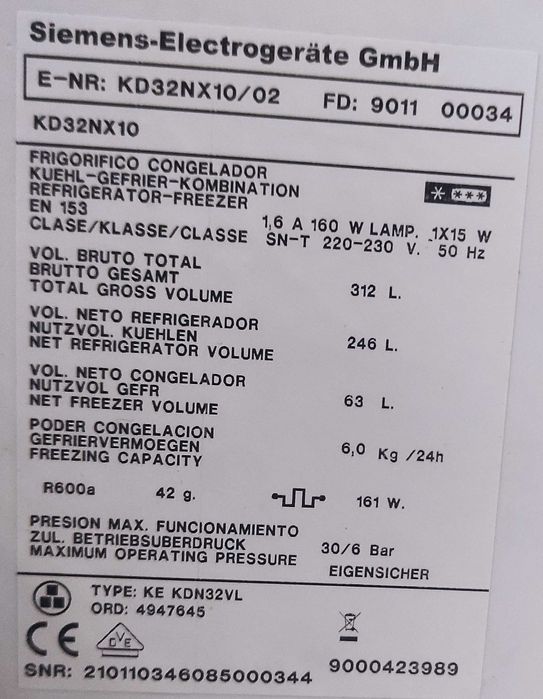 Siemens-Electrogeräte GmbH
E-NR: KD32NX10/02 FD: 9011 00034
KD32NX10
FRIGORIFICO CONGELADOR
KUEHL-GEFRIER-KOMBINATION
REFRIGERATOR-FREEZER
EN 153
CLASE/KLASSE/CLASSE
1,6 A 160 W LAMP. 1X15 W
SN-T 220-230 V. 50 Hz
VOL. BRUTO TOTAL
BRUTTO GESAMT
TOTAL GROSS VOLUME 312 L.
VOL. NETO REFRIGERADOR
NUTZVOL. KUEHLEN
NET REFRIGERATOR VOLUME 246 L.
VOL. NETO CONGELADOR
NUTZVOL GEFR
NET FREEZER VOLUME 63 L.
PODER CONGELACION
GEFRIERVERMOEGEN
FREEZING CAPACITY 6,0 Kg /24h
R600a 42 g. 161 W.
PRESION MAX. FUNCIONAMIENTO
ZUL. BETRIEBSUBERDRUCK
MAXIMUM OPERATING PRESSURE 30/6 Bar
EIGENSICHER
TYPE: KE KDN32VL
ORD: 4947645
CE DVE
SNR: 210110346085000344 9000423989